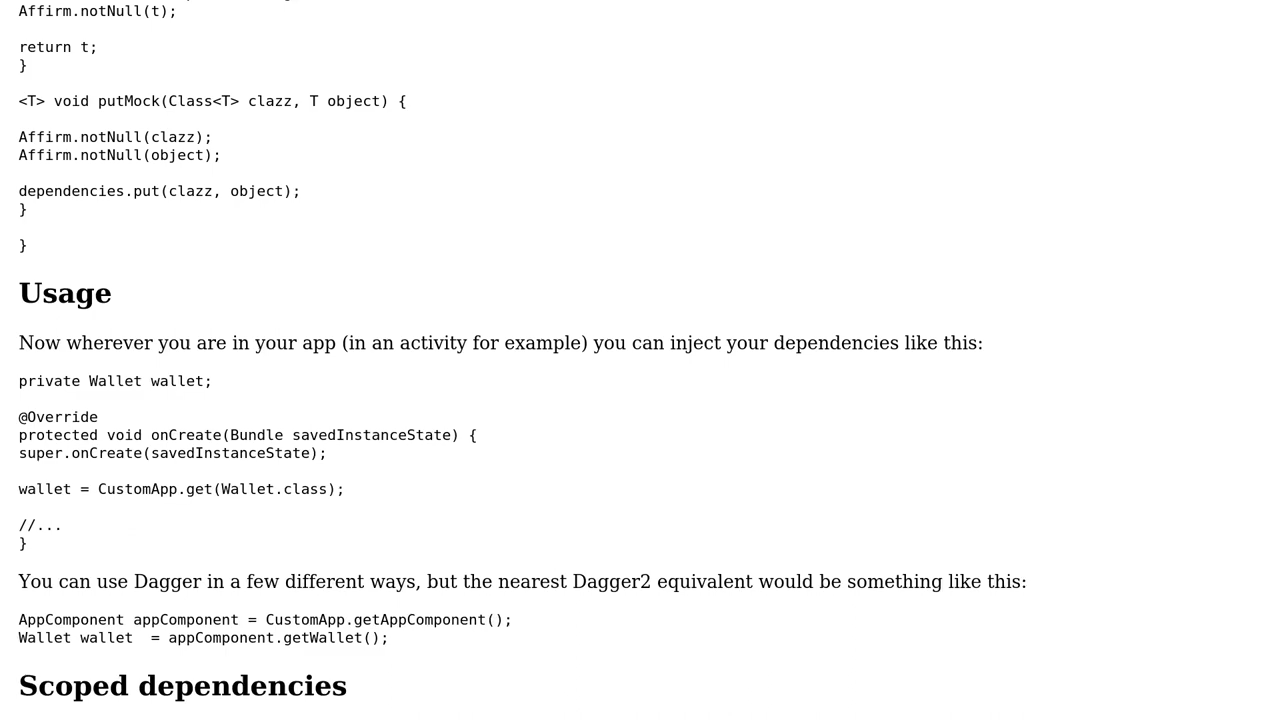 Affirm.notNull(t);
return t;
}
<T> void putMock(Class<T> clazz, T object) {
Affirm.notNull(clazz);
Affirm.notNull(object);
dependencies.put(clazz, object);
}
}
Usage
Now wherever you are in your app (in an activity for example) you can inject your dependencies like this:
private Wallet wallet;
@Override
protected void onCreate(Bundle savedInstanceState) {
super.onCreate(savedInstanceState);
wallet = CustomApp.get(Wallet.class);
//...
}
You can use Dagger in a few different ways, but the nearest Dagger2 equivalent would be something like this:
AppComponent appComponent = CustomApp.getAppComponent();
Wallet wallet  = appComponent.getWallet();
Scoped dependencies